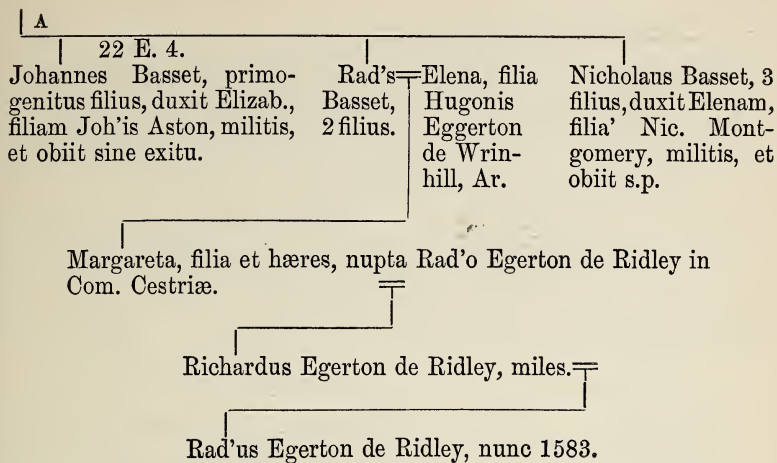 A
22 E. 4.
Johannes Basset, primo-
genitus filius, duxit Elizab.,
filiam Joh'is Aston, militis,
et obiit sine exitu.
Rad's
Basset,
2 filius.
Elena, filia
Hugonis
Eggerton
de Wrin-
hill, Ar.
Nicholaus Basset, 3
filius, duxit Elenam,
filia' Nic. Mont-
gomery, militis, et
obiit s.p.
Margareta, filia et hæres, nupta Rad'o Egerton de Ridley in
Com. Cestriæ.
Richardus Egerton de Ridley, miles.
Rad'us Egerton de Ridley, nunc 1583.